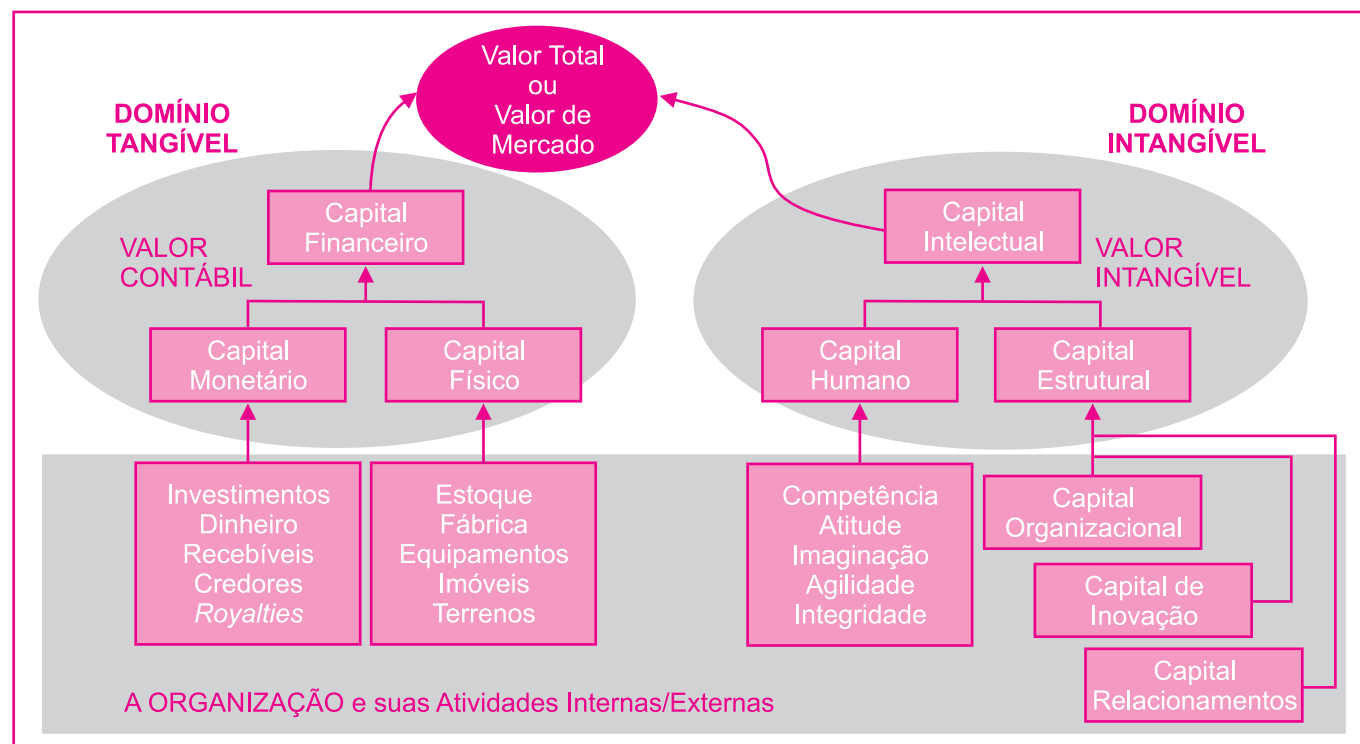 Valor Total
ou
Valor de
Mercado
DOMÍNIO
TANGÍVEL
DOMÍNIO
INTANGÍVEL
Capital
Financeiro
VALOR
CONTÁBIL
Capital
Monetário
Capital
Físico
Capital
Intelectual
VALOR
INTANGÍVEL
Capital
Humano
Capital
Estrutural
Investimentos
Dinheiro
Recebíveis
Credores
Royalties
Estoque
Fábrica
Equipamentos
Imóveis
Terrenos
Competência
Atitude
Imaginação
Agilidade
Integridade
Capital
Organizacional
Capital de
Inovação
Capital
Relacionamentos
A ORGANIZAÇÃO e suas Atividades Internas/Externas